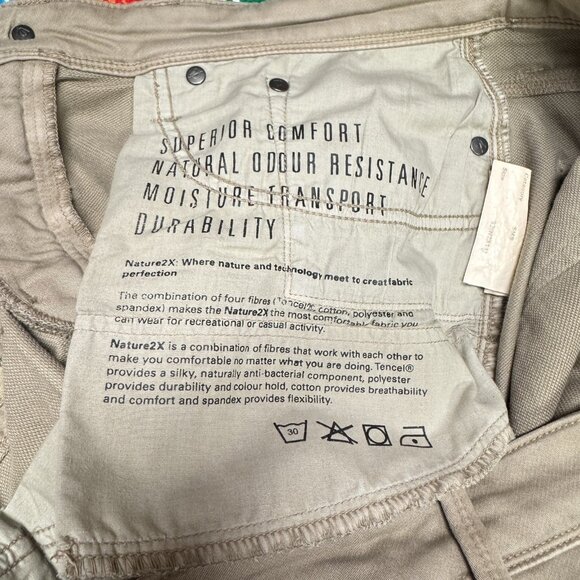 SUPERIOR COMFORT
NATURAL ODOUR RESISTANCE
MOISTURE TRANSPORT
DURABILITY
Nature2X: Where nature and technology meet to creat fabric
perfection
The combination of four fibres (Tencel®, cotton, polyester and
spandex) makes the Nature2X the most comfortable fabric you
can wear for recreational or casual activity.
Nature2X is a combination of fibres that work with each other to
make you comfortable no matter what you are doing. Tencel®
provides a silky, naturally anti-bacterial component, polyester
provides durability and colour hold, cotton provides breathability
and comfort and spandex provides flexibility.
30